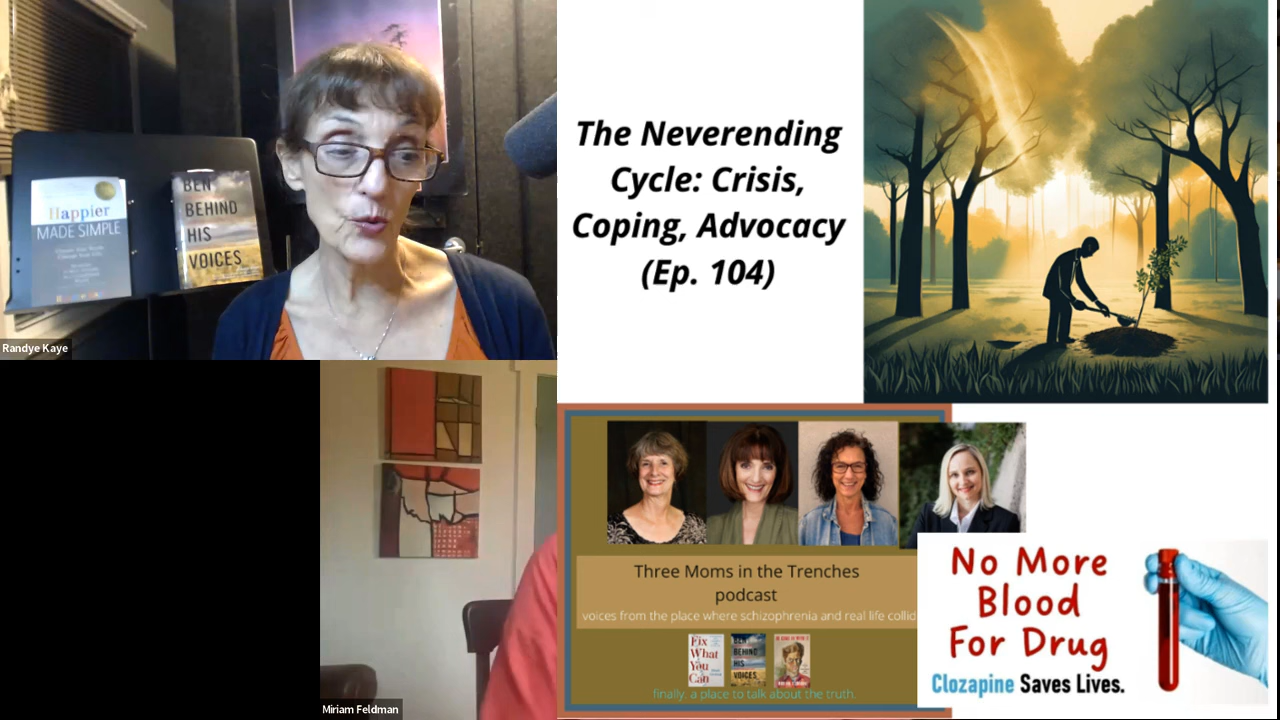 Happier
MADE SIMPLE
BEN
BEHIND
HIS
VOICES
Randye Kaye
The Neverending
Cycle: Crisis,
Coping, Advocacy
(Ep. 104)
Three Moms in the Trenches
podcast
voices from the place where schizophrenia and real life collid
Fix
What
You
Can
BEN
BEHIND
HIS
VOICES
finally. a place to talk about the truth.
No More
Blood
For Drug
Clozapine Saves Lives.
Miriam Feldman